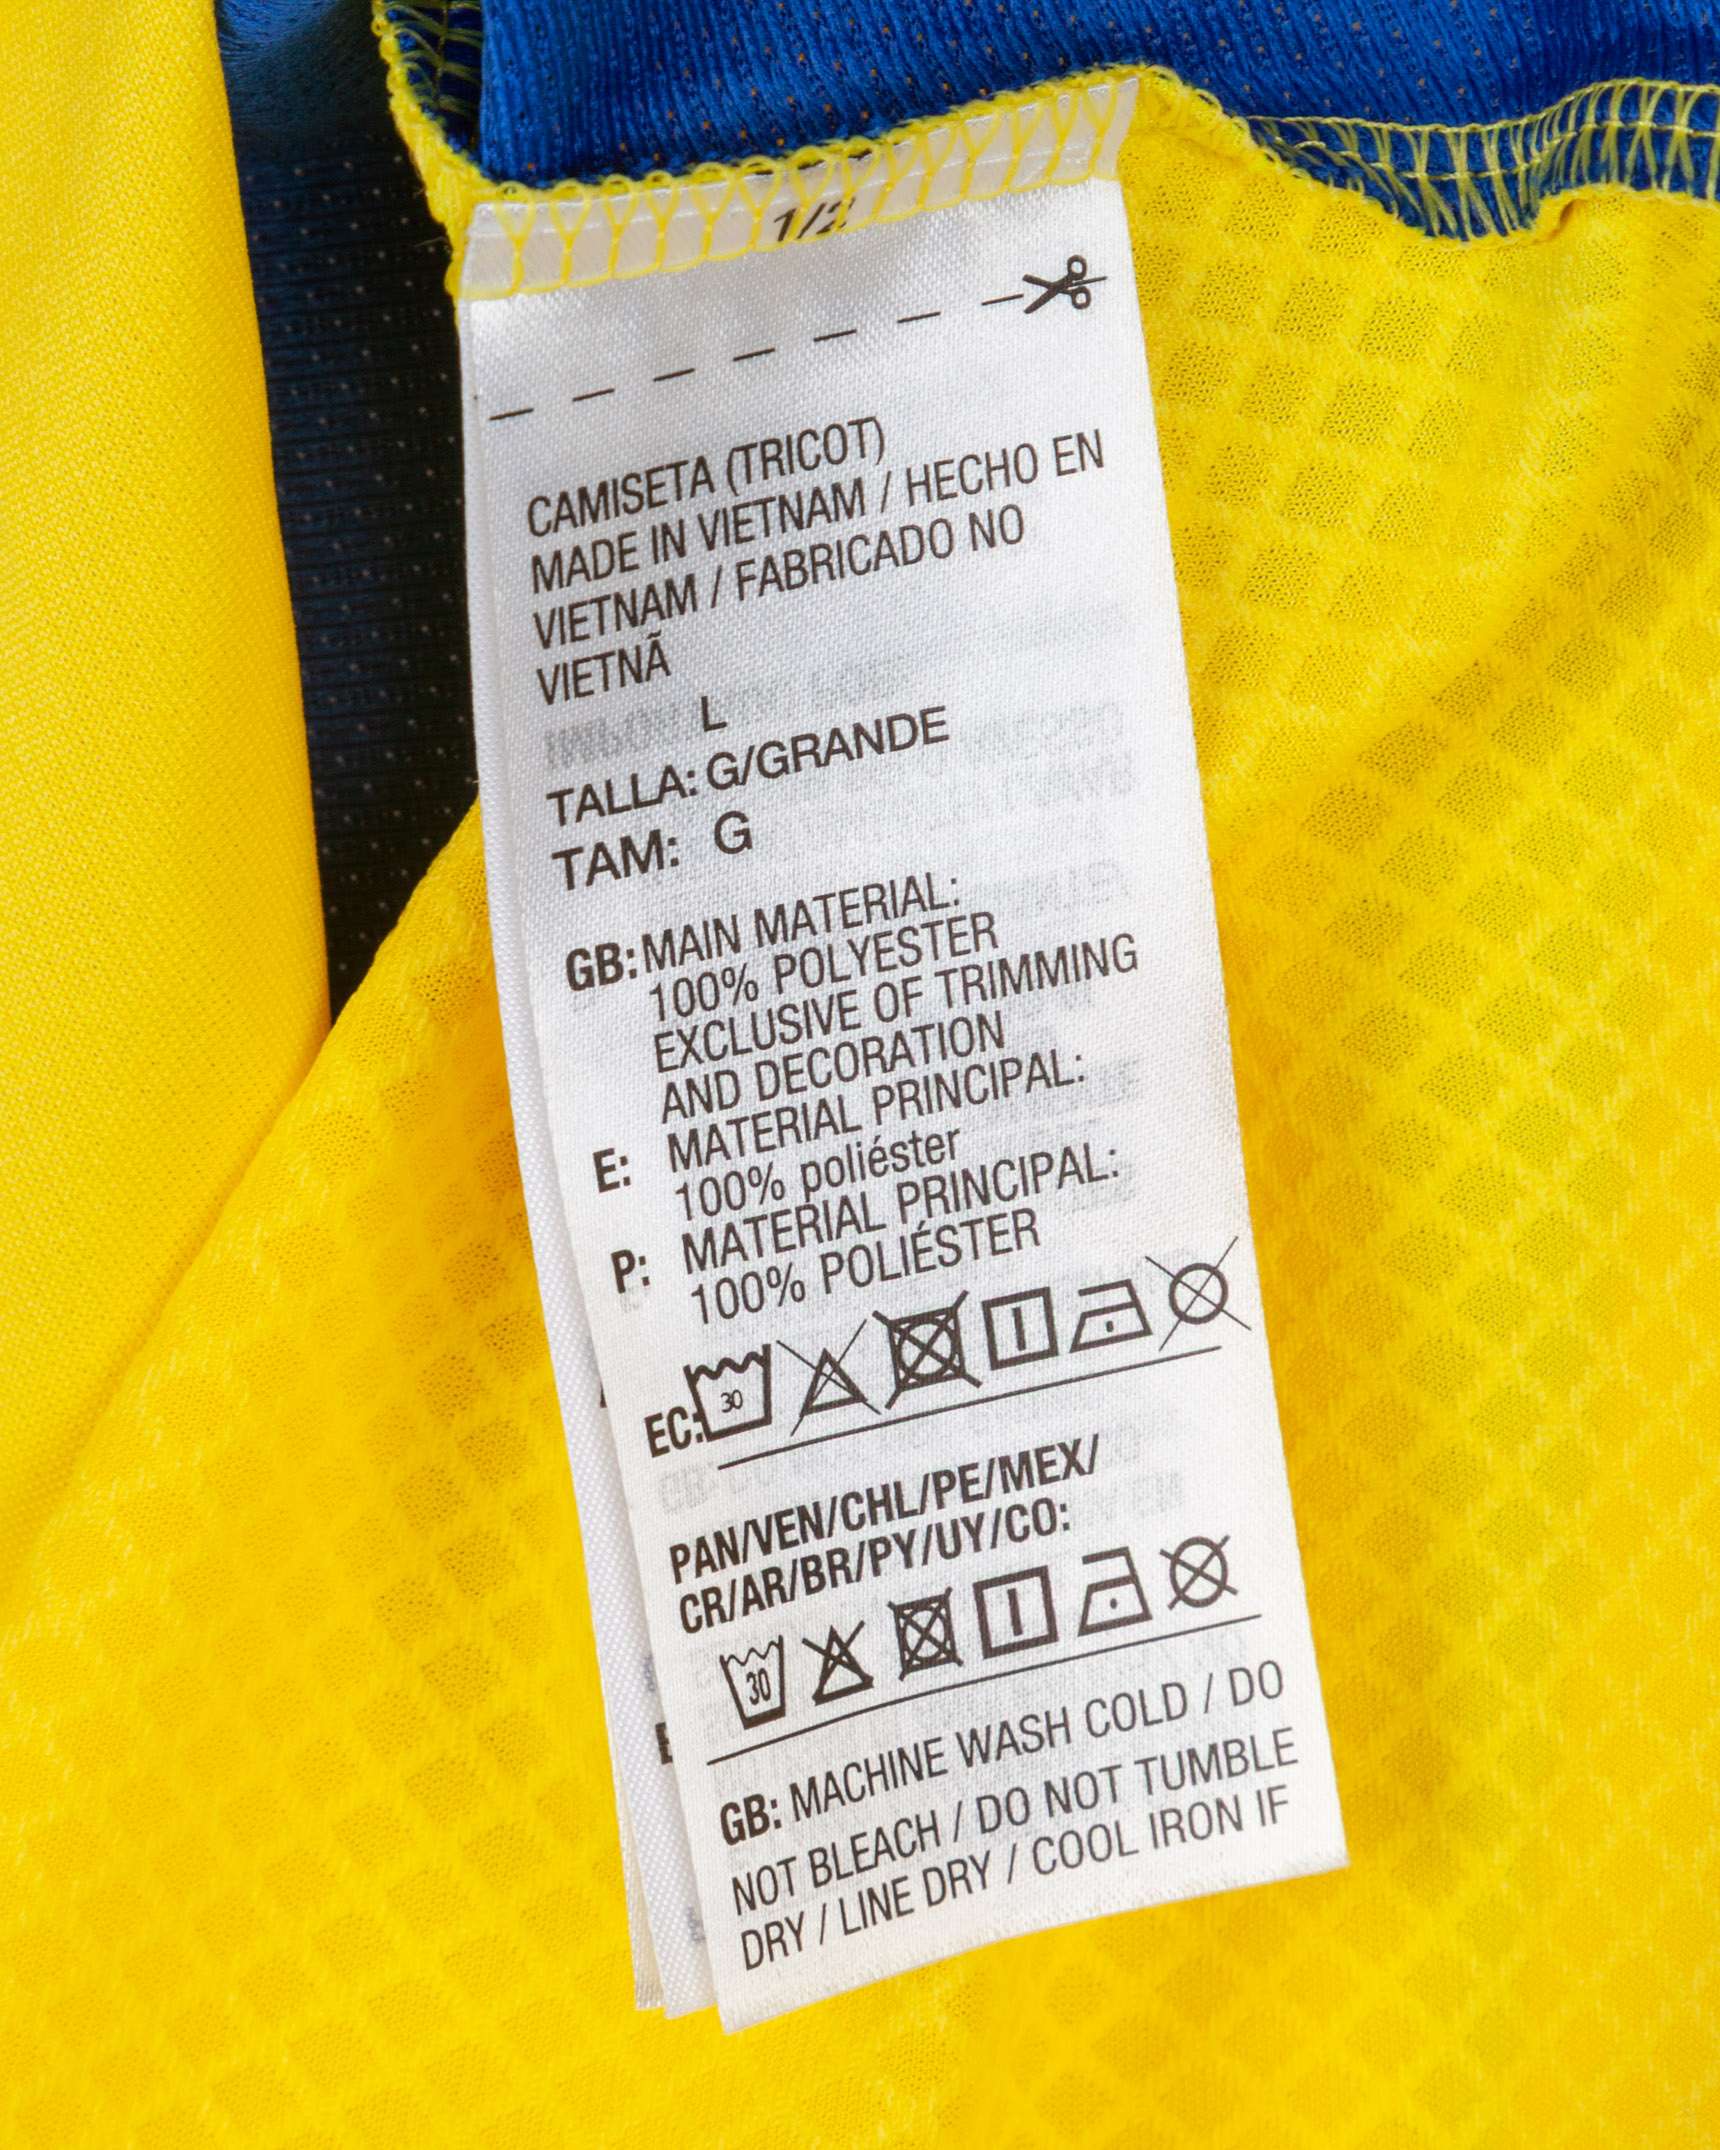 1/2
CAMISETA (TRICOT)
MADE IN VIETNAM / HECHO EN
VIETNAM / FABRICADO NO
VIETNÃ
L
TALLA: G/GRANDE
TAM: G
GB: MAIN MATERIAL:
100% POLYESTER
EXCLUSIVE OF TRIMMING
AND DECORATION
E: MATERIAL PRINCIPAL:
100% poliéster
P: MATERIAL PRINCIPAL:
100% POLIÉSTER
EC: 30
PAN/VEN/CHL/PE/MEX/
CR/AR/BR/PY/UY/CO:
30
GB: MACHINE WASH COLD / DO
NOT BLEACH / DO NOT TUMBLE
DRY / LINE DRY / COOL IRON IF